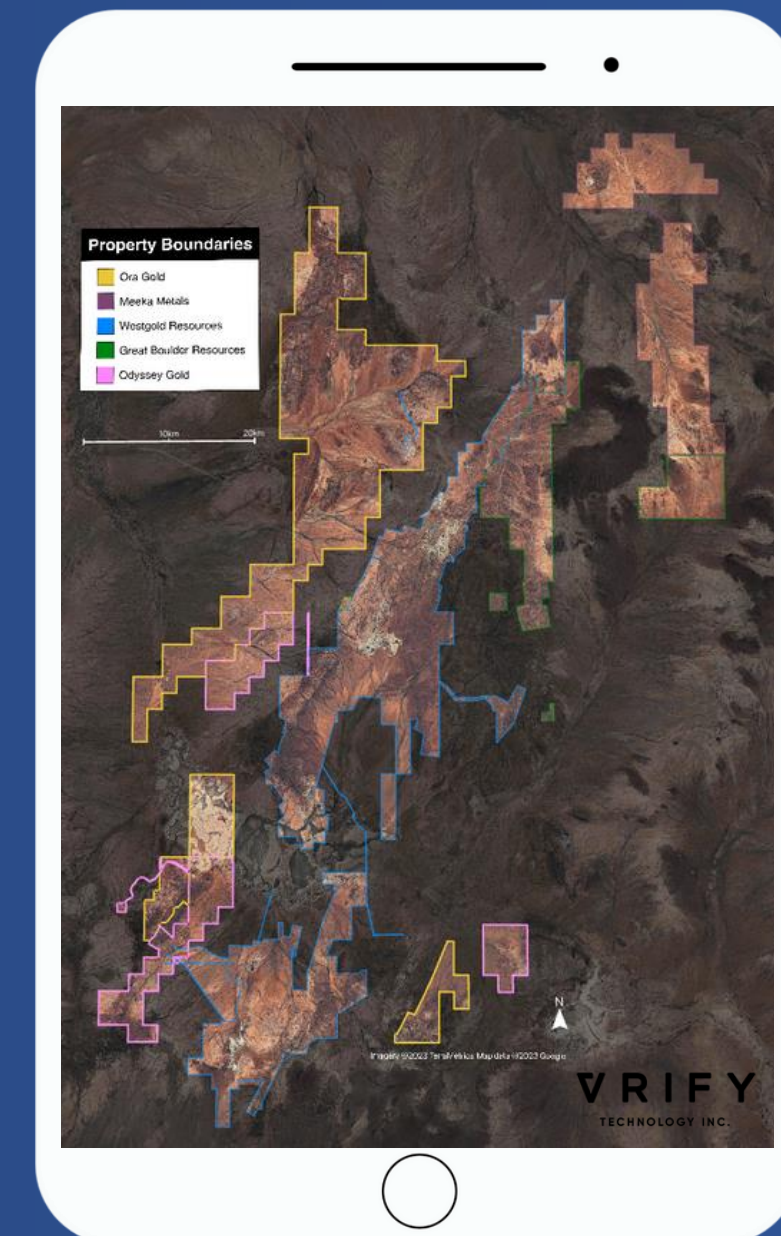 Property Boundaries
Ora Gold
Meeka Metals
Westgold Resources
Great Boulder Resources
Odyssey Gold
10km 20km
N
Imagery ©2023 TerraMetrics Map data ©2023 Google
VRIFY
TECHNOLOGY INC.